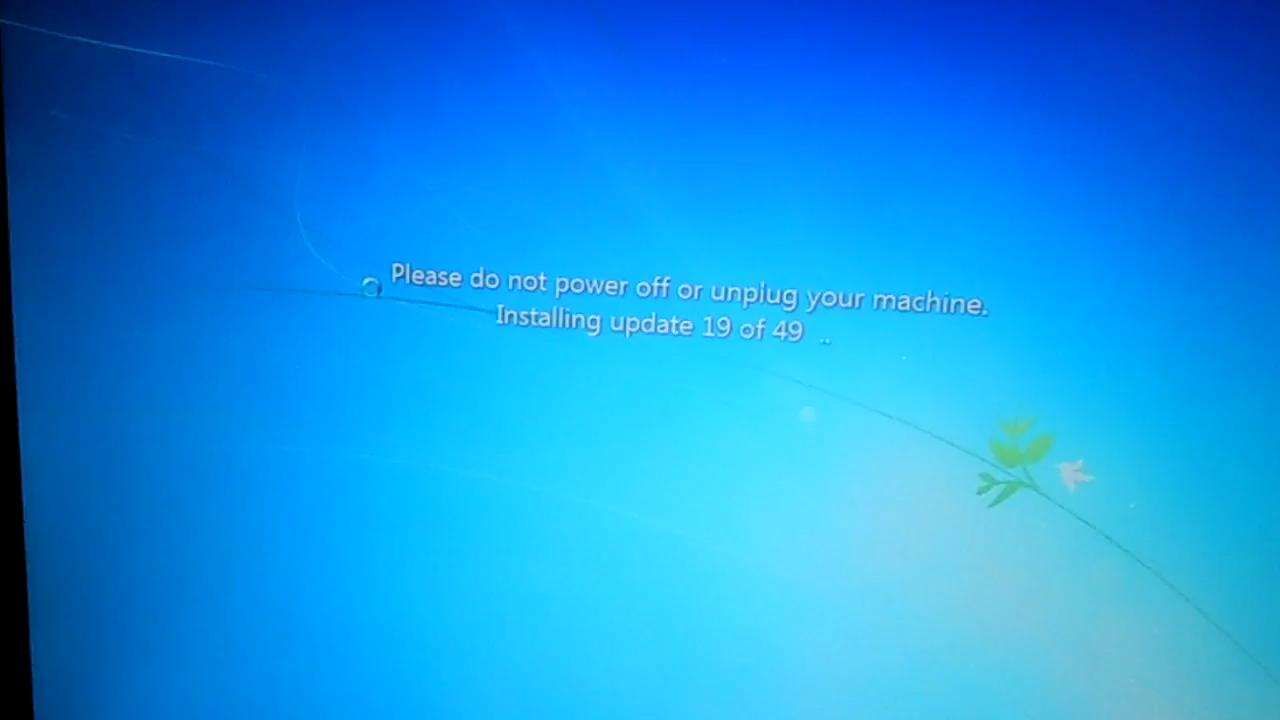 Please do not power off or unplug your machine.
Installing update 19 of 49 ..